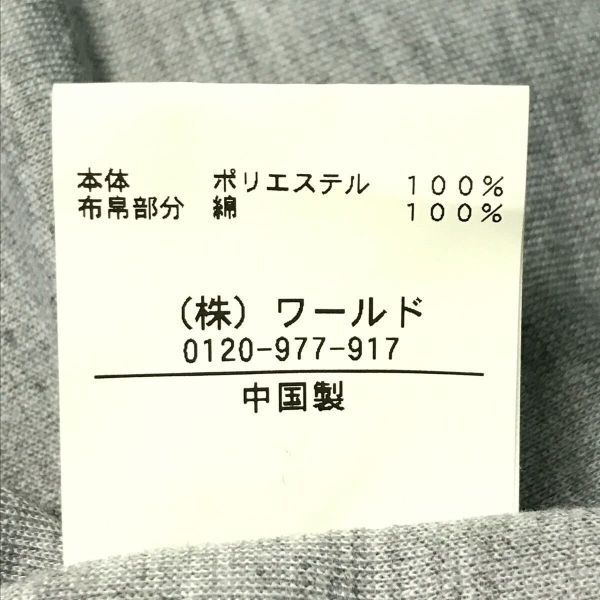 本体 ポリエステル 100%
布帛部分 綿 100%
(株) ワールド
0120-977-917
中国製